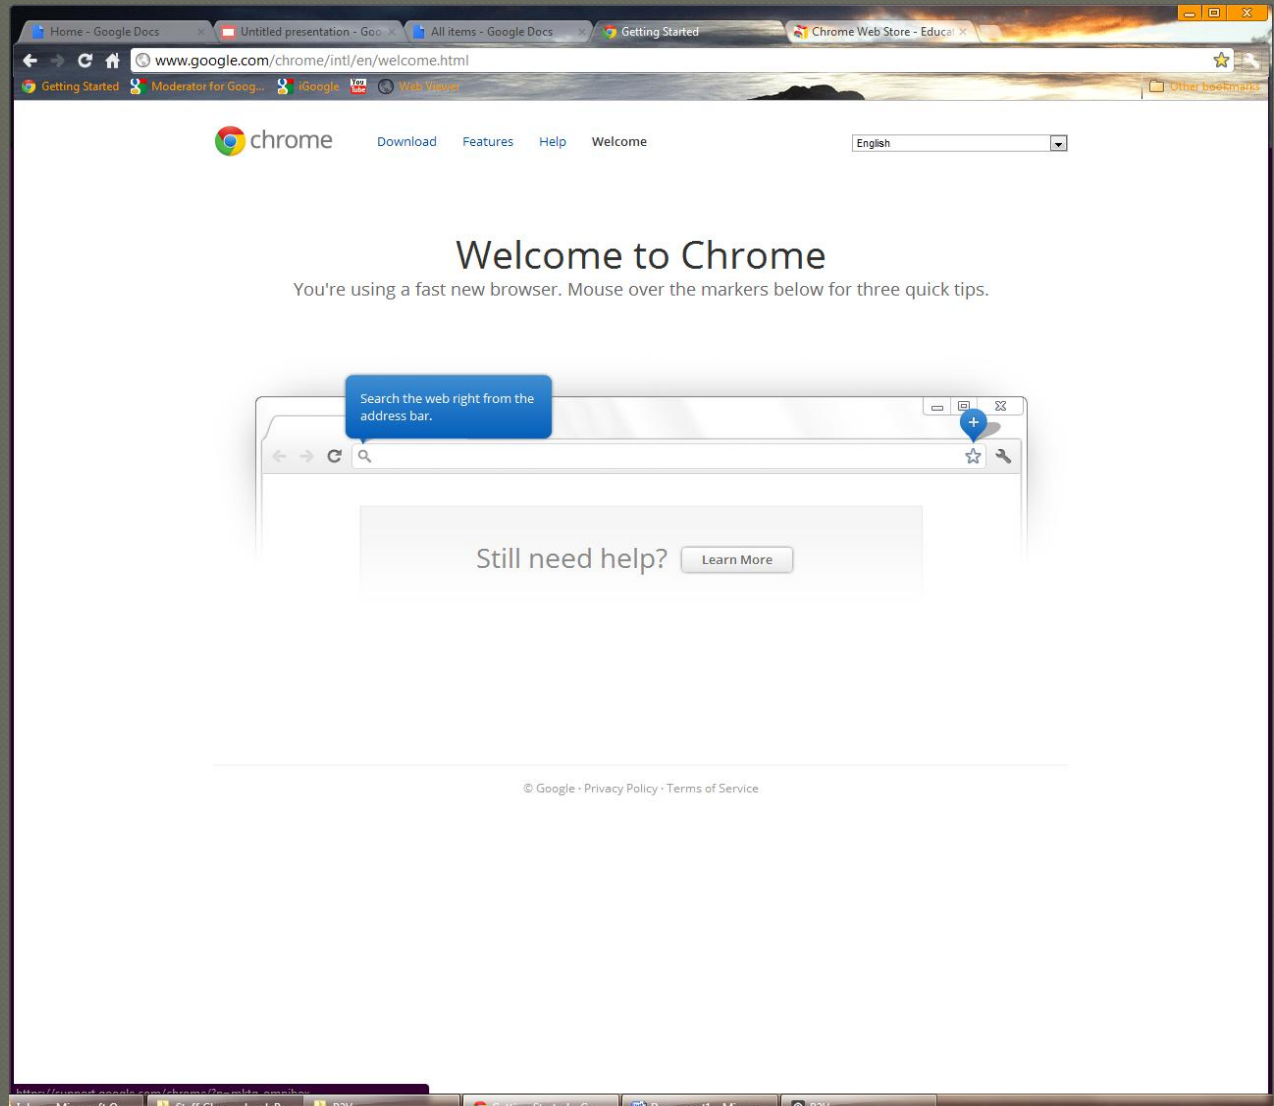 Home - Google Docs
Untitled presentation - Goo
All items - Google Docs
Getting Started
Chrome Web Store - Educat
www.google.com/chrome/intl/en/welcome.html
Getting Started
Moderator for Goog...
iGoogle
You Tube
Web Viewer
Other bookmarks
chrome
Download
Features
Help
Welcome
English
Welcome to Chrome
You're using a fast new browser. Mouse over the markers below for three quick tips.
Search the web right from the
address bar.
Still need help?
Learn More
© Google · Privacy Policy · Terms of Service